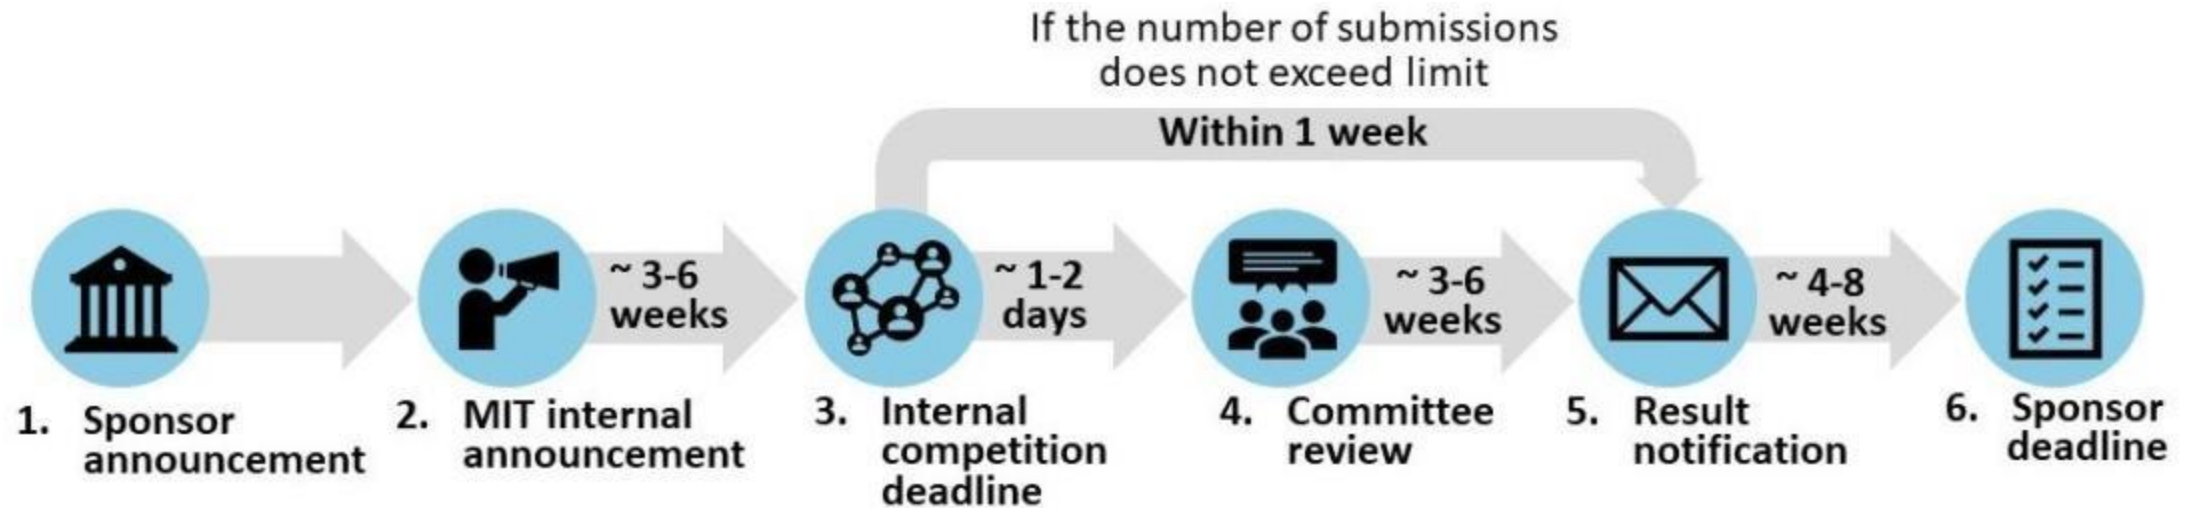 If the number of submissions
does not exceed limit
Within 1 week
~ 3-6
weeks
~ 1-2
days
~ 3-6
weeks
~ 4-8
weeks
1. Sponsor
announcement
2. MIT internal
announcement
3. Internal
competition
deadline
4. Committee
review
5. Result
notification
6. Sponsor
deadline